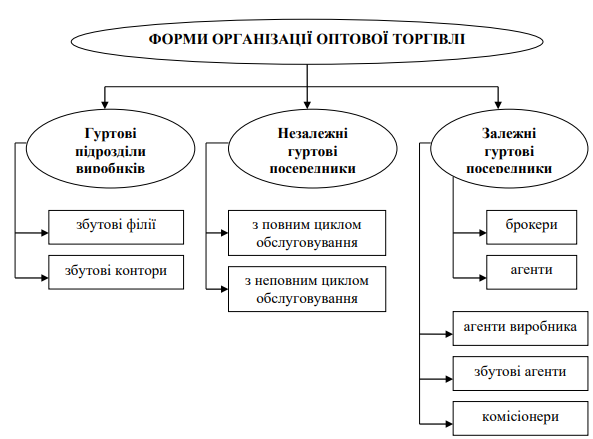 ФОРМИ ОРГАНІЗАЦІЇ ОПТОВОЇ ТОРГІВЛІ
Гуртові
підрозділи
виробників
збутові філії
збутові контори
Незалежні
гуртові
посередники
з повним циклом
обслуговування
з неповним циклом
обслуговування
Залежні
гуртові
посередники
брокери
агенти
агенти виробника
збутові агенти
комісіонери